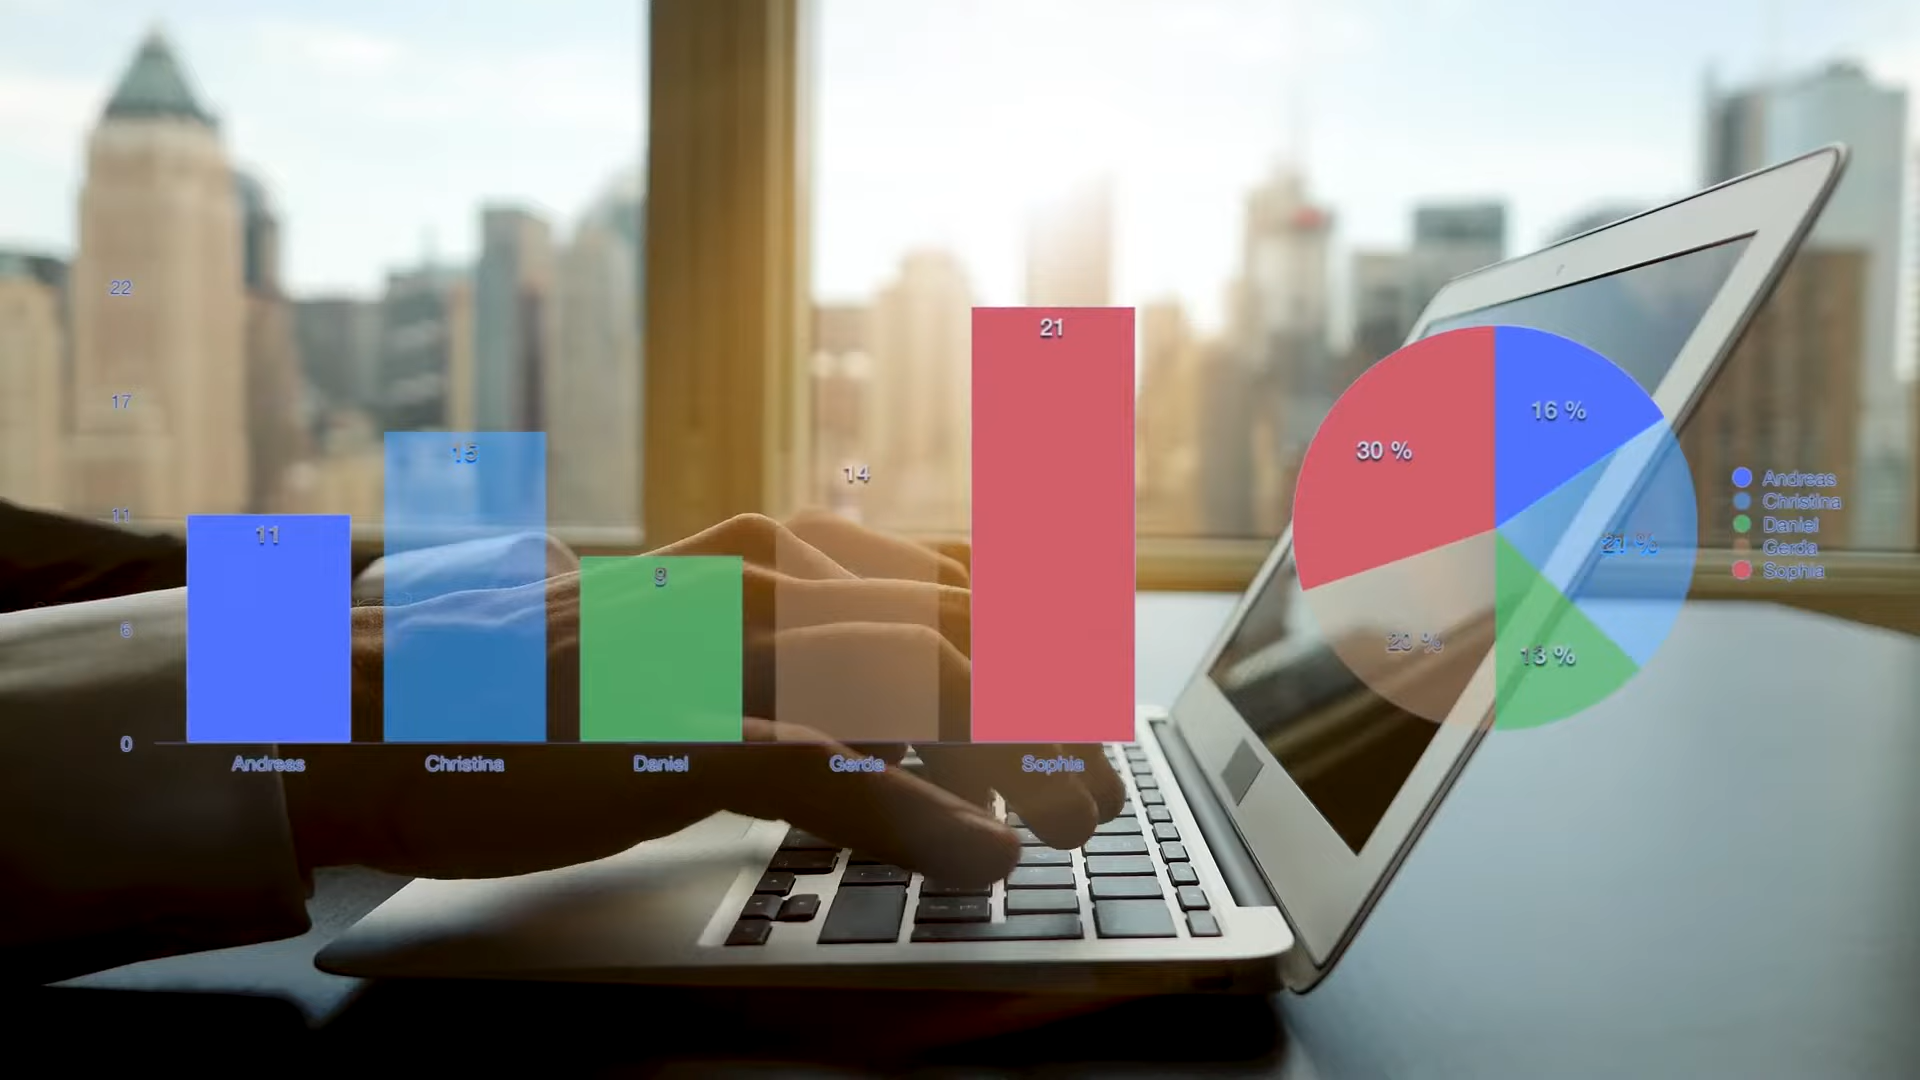 22
17
11
6
0
11
15
9
14
21
Andreas
Christina
Daniel
Gerda
Sophia
16 %
21 %
13 %
20 %
30 %
Andreas
Christina
Daniel
Gerda
Sophia